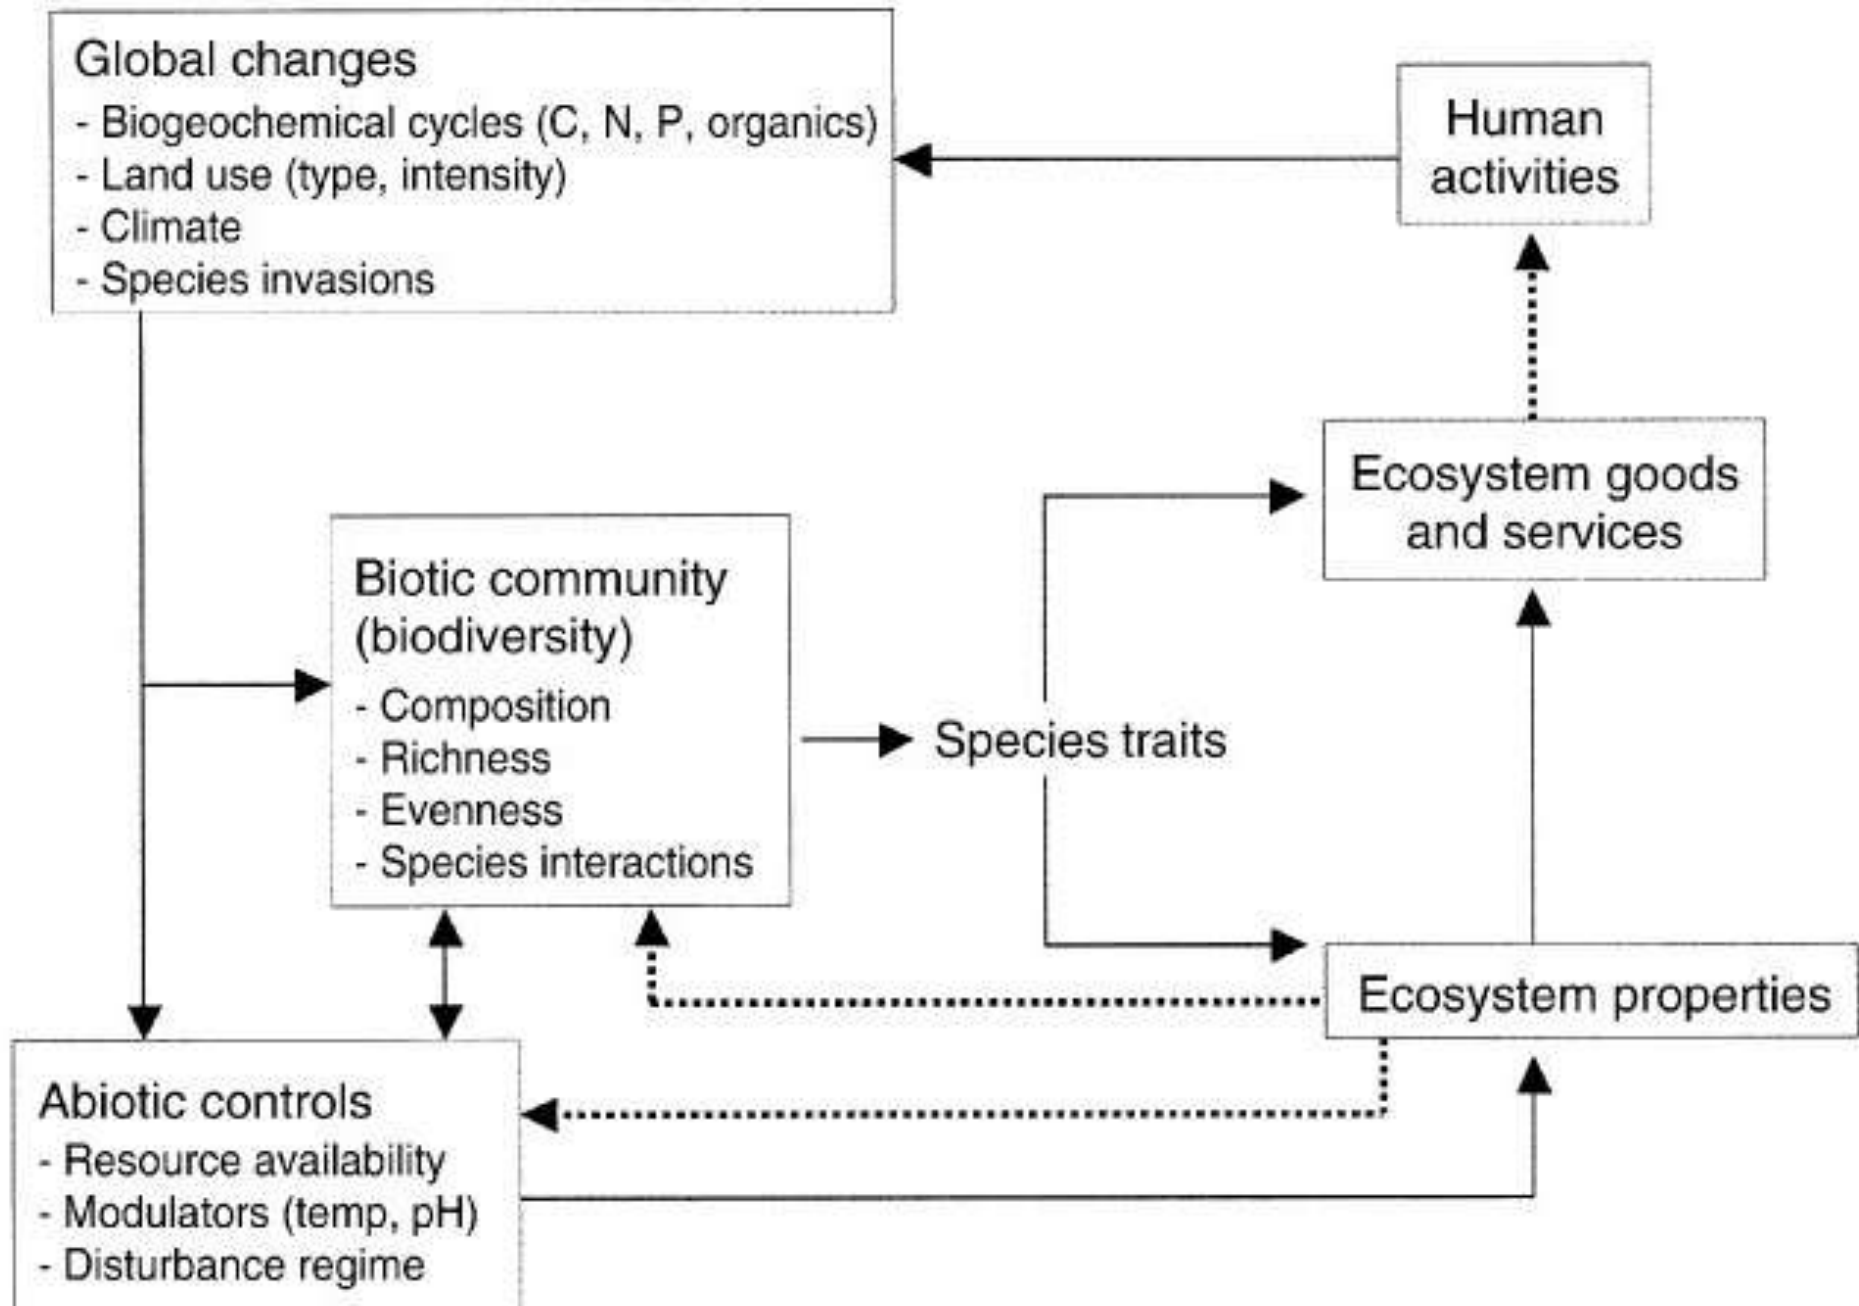 Global changes
- Biogeochemical cycles (C, N, P, organics)
- Land use (type, intensity)
- Climate
- Species invasions
Human
activities
Ecosystem goods
and services
Biotic community
(biodiversity)
- Composition
- Richness
- Evenness
- Species interactions
Species traits
Ecosystem properties
Abiotic controls
- Resource availability
- Modulators (temp, pH)
- Disturbance regime